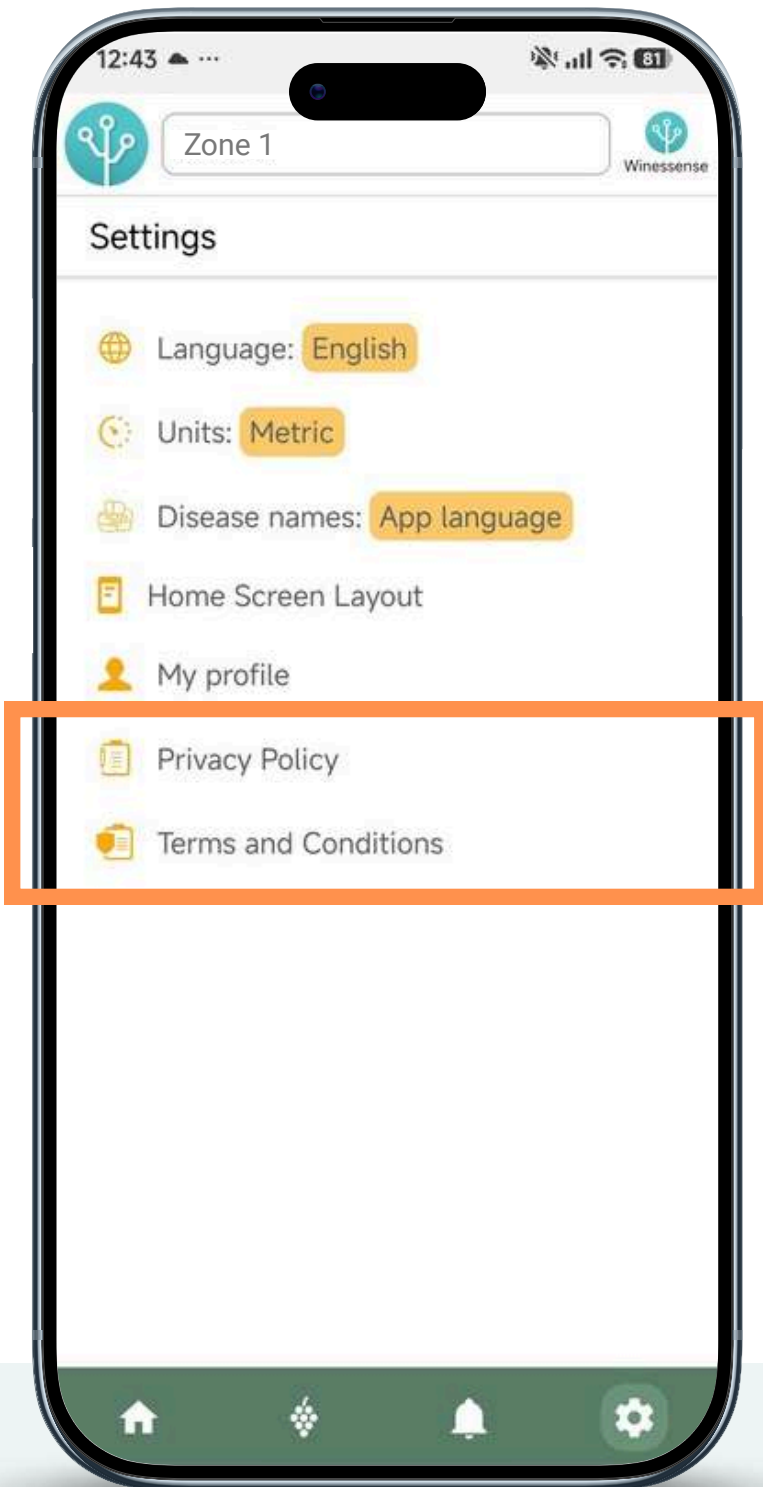 12:43
81
Zone 1
Winessense
Settings
Language: English
Units: Metric
Disease names: App language
Home Screen Layout
My profile
Privacy Policy
Terms and Conditions